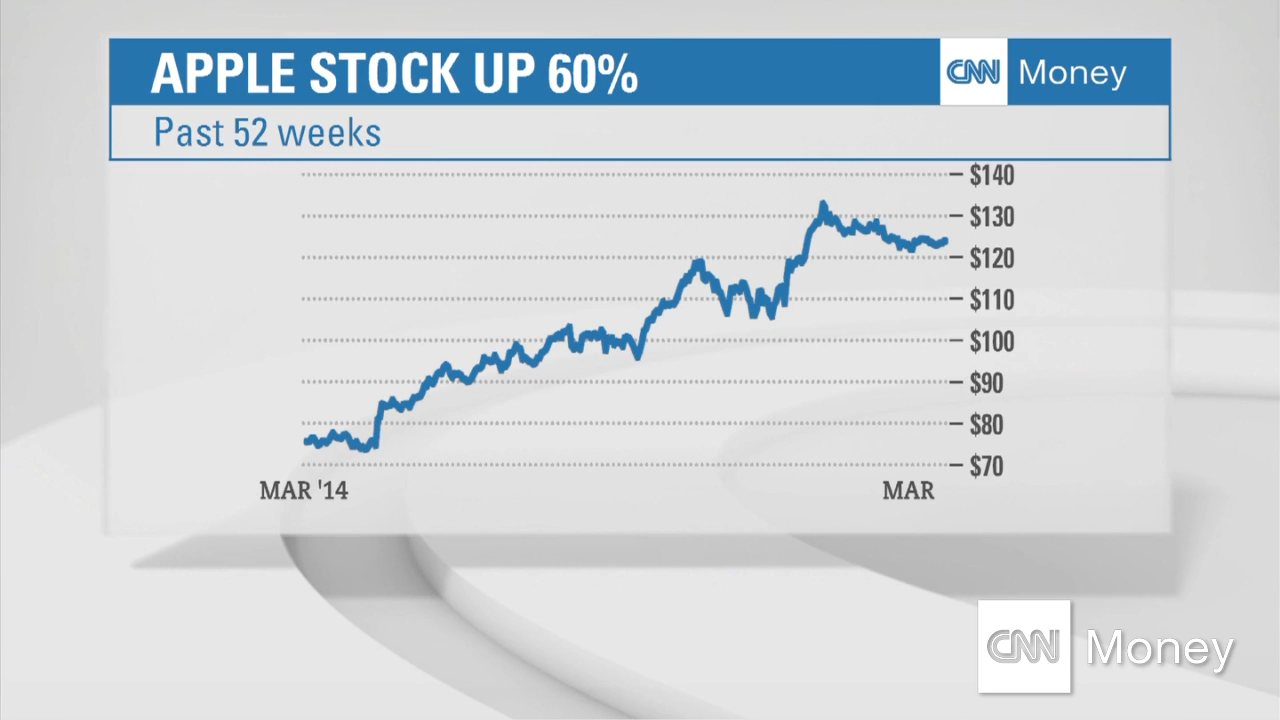 APPLE STOCK UP 60%
CNN Money
Past 52 weeks
$140
$130
$120
$110
$100
$90
$80
$70
MAR '14
MAR
CNN Money